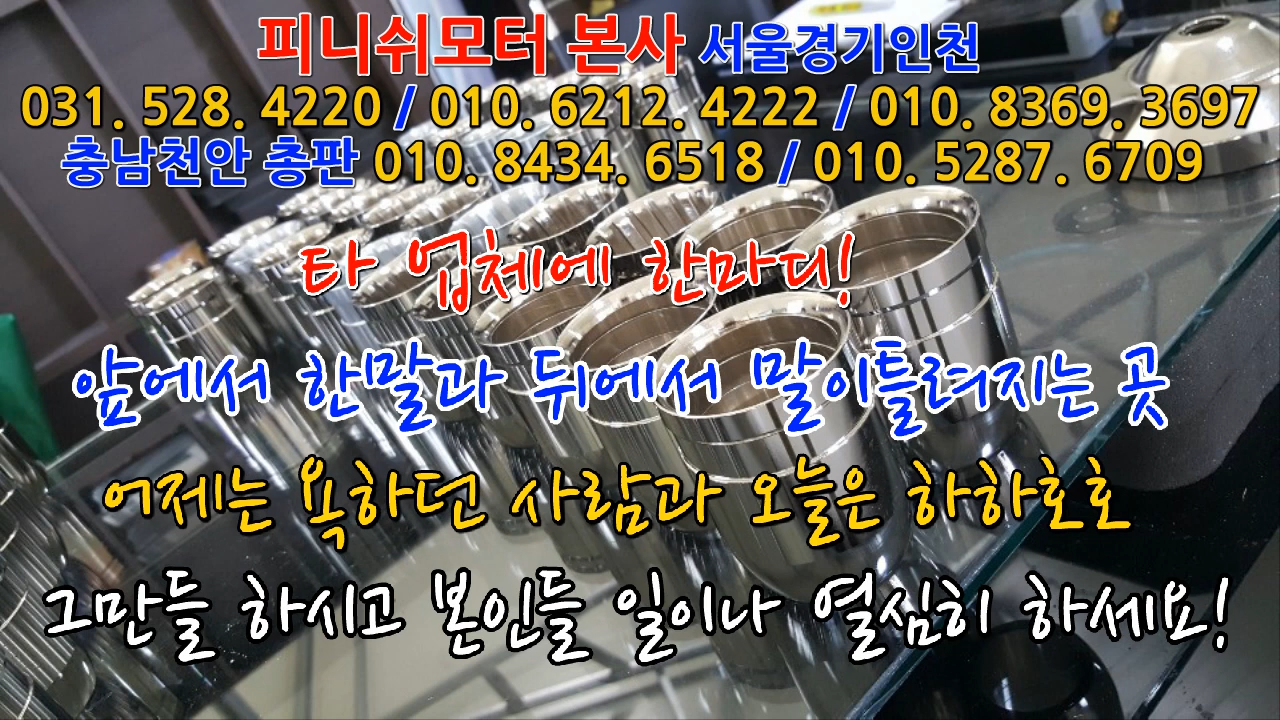 피니쉬모터 본사 서울경기인천
031. 528. 4220 / 010. 6212. 4222 / 010. 8369. 3697
충남천안 총판 010. 8434. 6518 / 010. 5287. 6709
타 업체에 한마디!
앞에서 한말과 뒤에서 말이틀려지는 곳
어제는 욕하던 사람과 오늘은 하하호호
그만들 하시고 본인들 일이나 열심히 하세요!